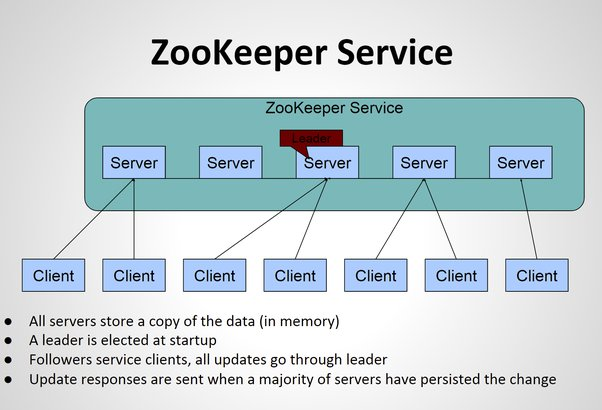 ZooKeeper Service
ZooKeeper Service
Leader
Server Server Server Server Server
Client Client Client Client Client Client Client
● All servers store a copy of the data (in memory)
● A leader is elected at startup
● Followers service clients, all updates go through leader
● Update responses are sent when a majority of servers have persisted the change